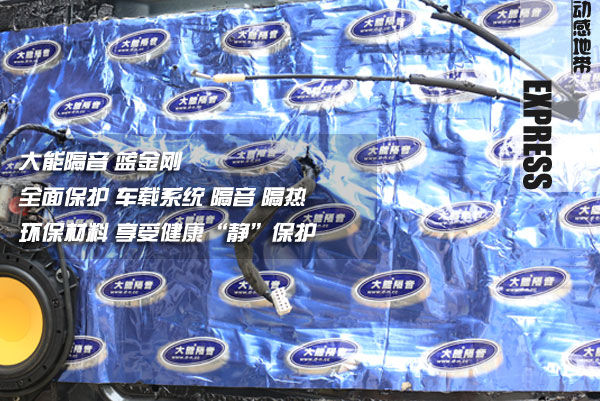 动感地带
EXPRESS
大能隔音
www.e-n.cc
大能隔音 蓝金刚
全面保护 车载系统 隔音 隔热
环保材料 享受健康“静”保护